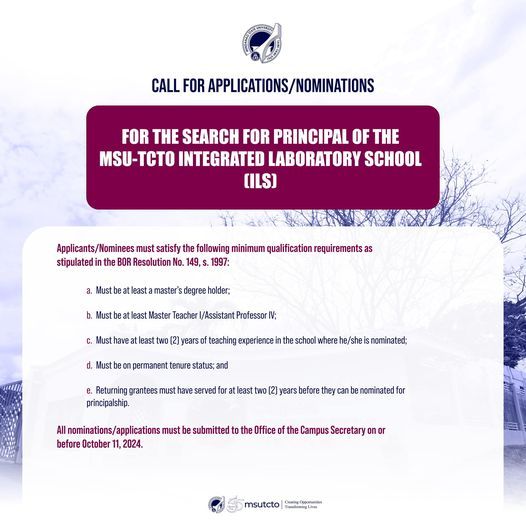 CALL FOR APPLICATIONS/NOMINATIONS
FOR THE SEARCH FOR PRINCIPAL OF THE
MSU-TCTO INTEGRATED LABORATORY SCHOOL
(ILS)
Applicants/Nominees must satisfy the following minimum qualification requirements as
stipulated in the BOR Resolution No. 149, s. 1997:
a. Must be at least a master's degree holder;
b. Must be at least Master Teacher I/Assistant Professor IV;
c. Must have at least two (2) years of teaching experience in the school where he/she is nominated;
d. Must be on permanent tenure status; and
e. Returning grantees must have served for at least two (2) years before they can be nominated for
principalship.
All nominations/applications must be submitted to the Office of the Campus Secretary on or
before October 11, 2024.
msutcto
Creating Opportunities
Transforming Lives